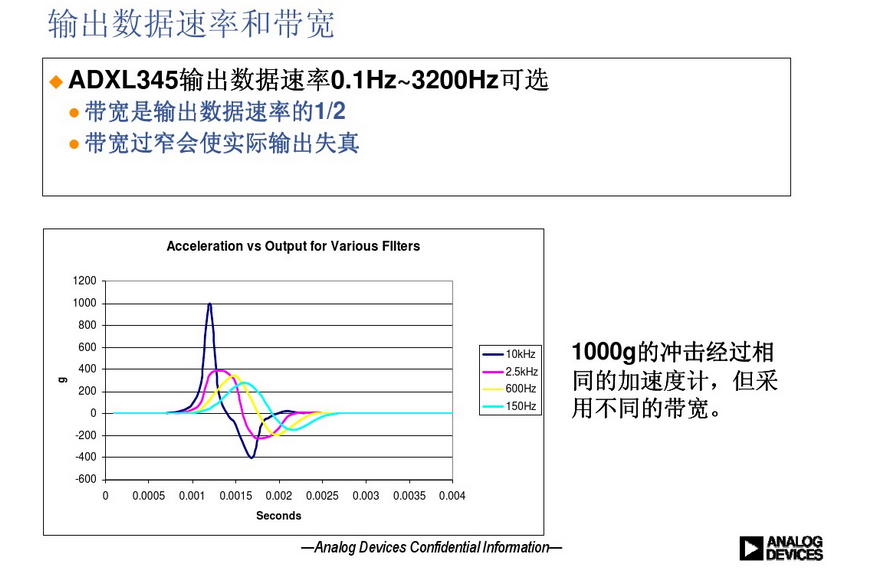 输出数据速率和带宽
ADXL345输出数据速率0.1Hz~3200Hz可选
带宽是输出数据速率的1/2
带宽过窄会使实际输出失真
Acceleration vs Output for Various FIlters
1200
1000
800
600
400
200
0
-200
-400
-600
g
0 0.0005 0.001 0.0015 0.002 0.0025 0.003 0.0035 0.004
Seconds
10kHz
2.5kHz
600Hz
150Hz
1000g的冲击经过相
同的加速度计，但采
用不同的带宽。
—Analog Devices Confidential Information—
ANALOG
DEVICES